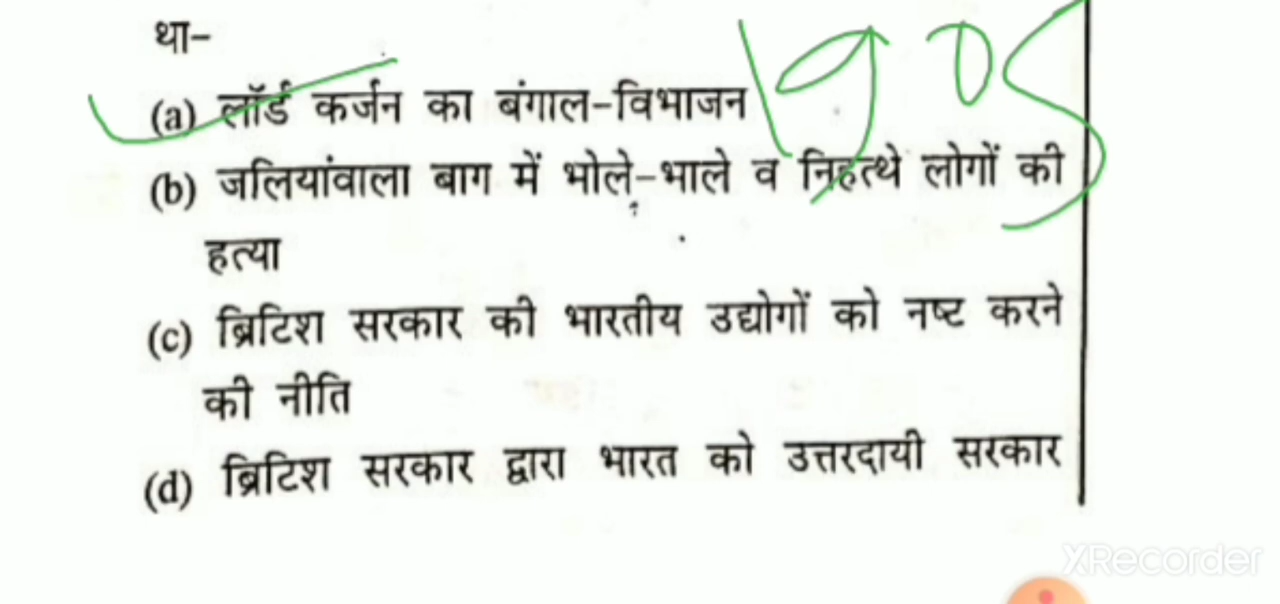 था–
(a) लॉर्ड कर्जन का बंगाल–विभाजन 1905
(b) जलियांवाला बाग में भोले–भाले व निहत्थे लोगों की
हत्या
(c) ब्रिटिश सरकार की भारतीय उद्योगों को नष्ट करने
की नीति
(d) ब्रिटिश सरकार द्वारा भारत को उत्तरदायी सरकार
XRecorder